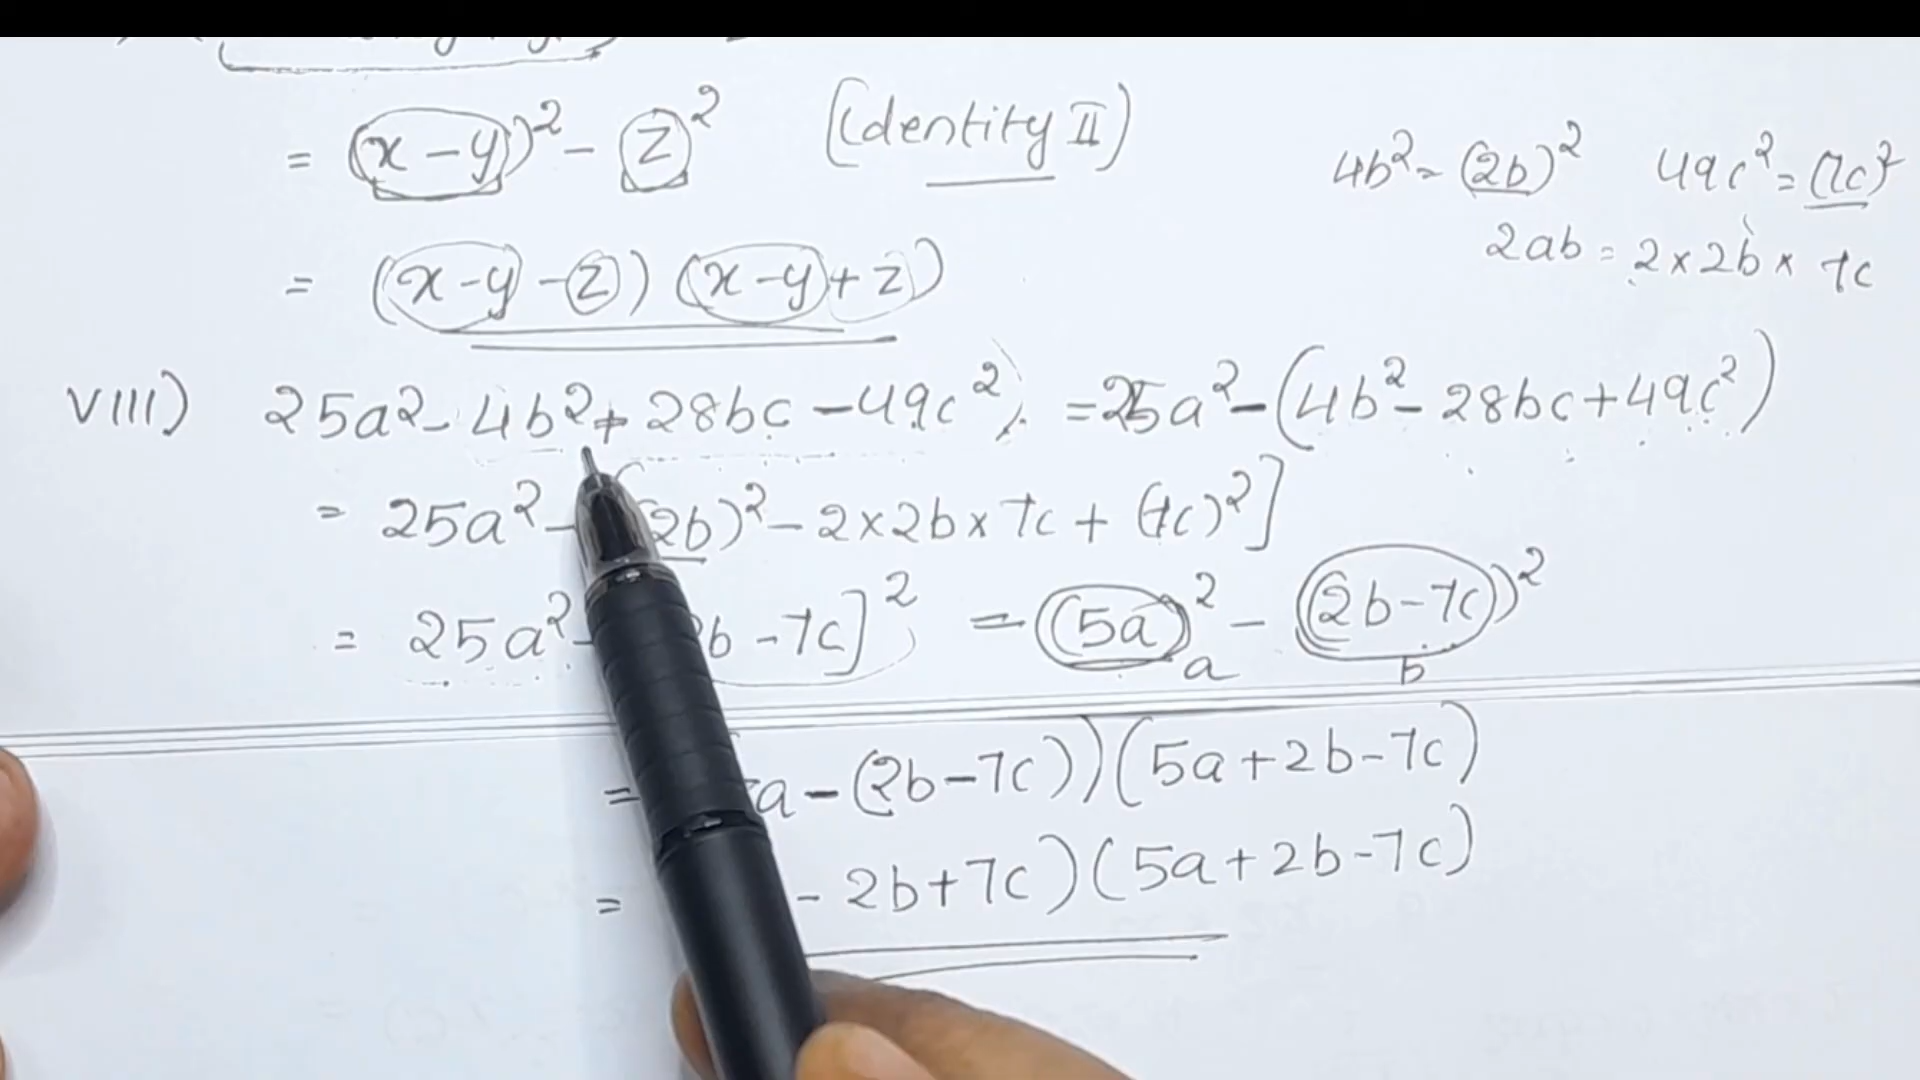 = (x-y)² - z² (Identity II)
4b² = (2b)² 49c² = (7c)²
2ab = 2×2b× 7c
= (x-y-z) (x-y+z)
VIII) 25a² - 4b² + 28bc - 49c² = 25a² - (4b² - 28bc + 49c²)
= 25a² - 2b)² - 2×2b×7c + (7c)²]
= 25a² - b - 7c]² = (5a)² - (2b-7c))²
a b
= a - (2b-7c))(5a+2b-7c)
= - 2b+7c)(5a+2b-7c)